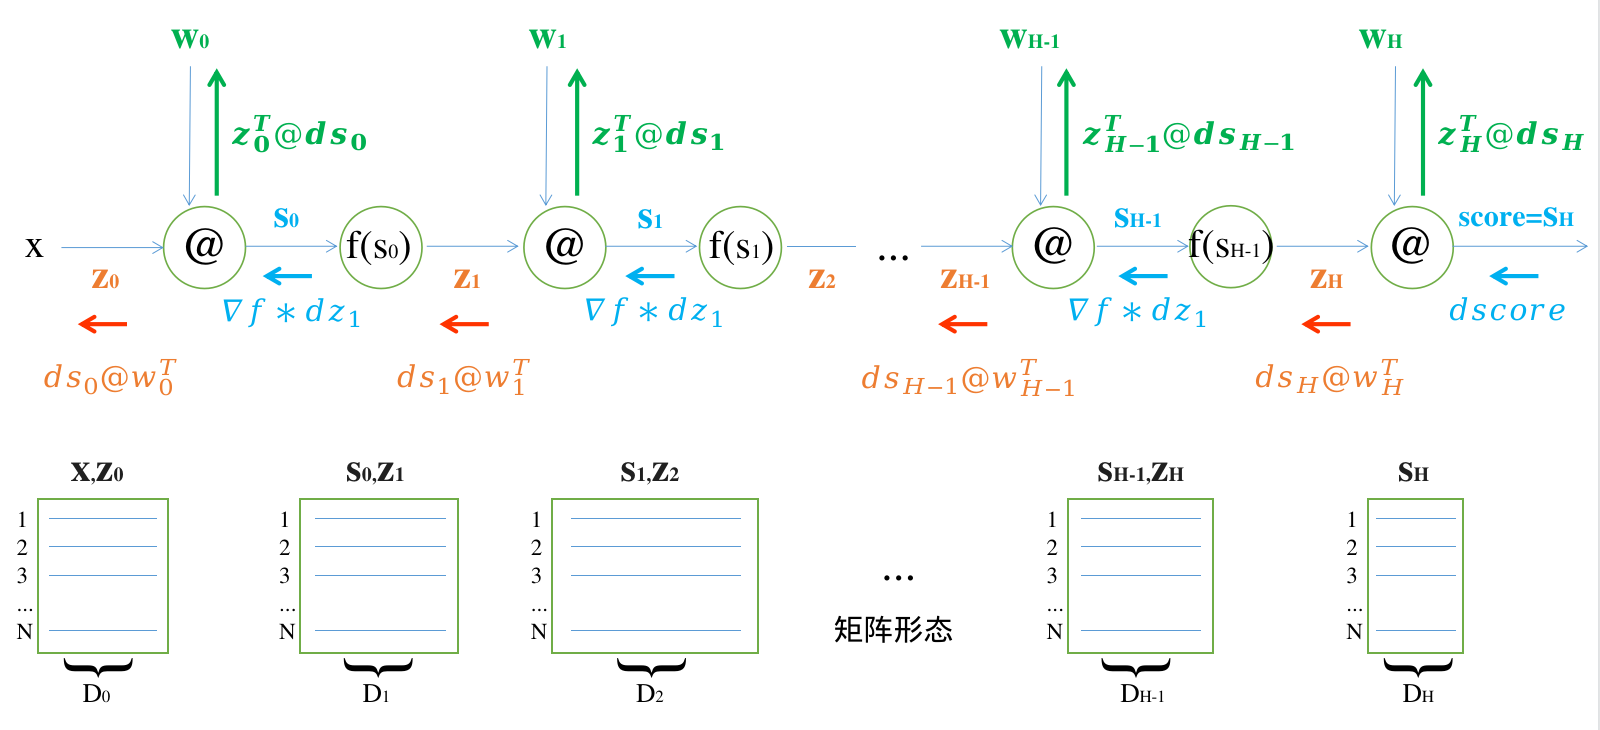 w0 w1 wH-1 wH
z_0^T@ds_0 z_1^T@ds_1 z_{H-1}^T@ds_{H-1} z_H^T@ds_H
x @ s0 f(s0) @ s1 f(s1) ... @ sH-1 f(sH-1) @ score=sH
z0 z1 z2 zH-1 zH
∇f∗dz_1 ∇f∗dz_1 ∇f∗dz_1 dscore
ds_0@w_0^T ds_1@w_1^T ds_{H-1}@w_{H-1}^T ds_H@w_H^T
x,z0 s0,z1 s1,z2 sH-1,zH sH
1 1 1 1 1
2 2 2 2 2
3 3 3 ... 3 3
... ... ... ... ...
N N N 矩阵形态 N N
D0 D1 D2 DH-1 DH